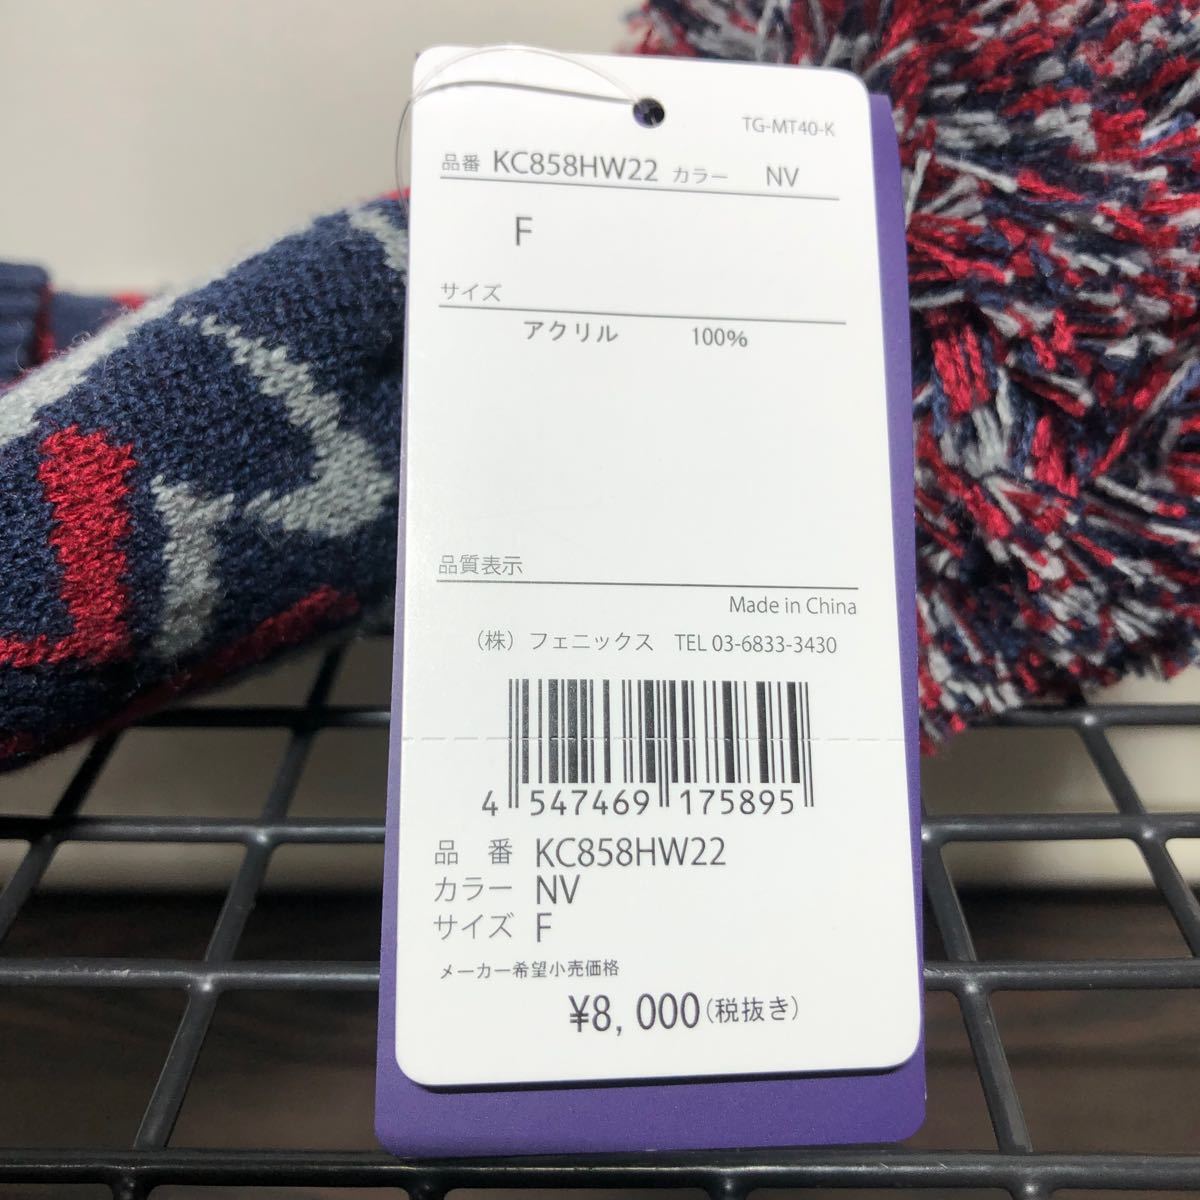 TG-MT40-K
品番 KC858HW22 カラー NV
F
サイズ
アクリル 100%
品質表示
Made in China
（株）フェニックス TEL 03-6833-3430
4 547469 175895
品 番 KC858HW22
カラー NV
サイズ F
メーカー希望小売価格
¥8, 000(税抜き)